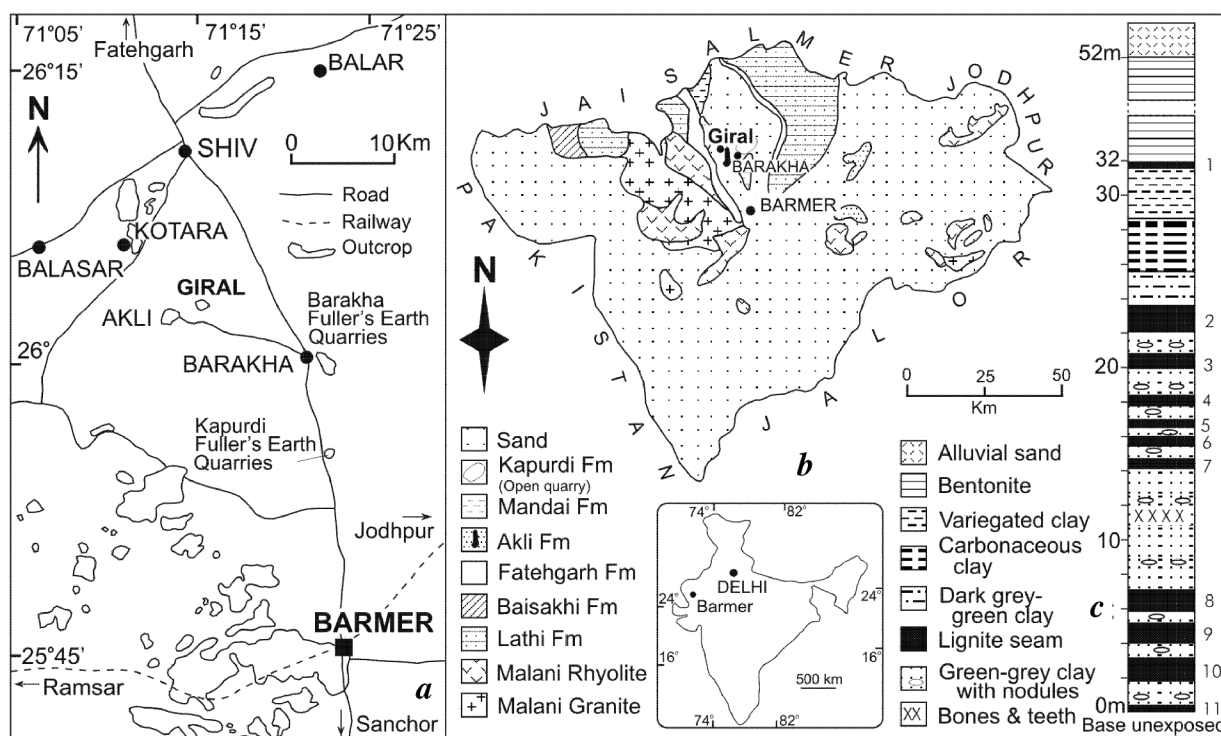 71°05' 71°15' 71°25'
Fatehgarh
26°15'
BALAR
N
0 10Km
SHIV
Road
Railway
Outcrop
KOTARA
BALASAR
GIRAL
AKLI
Barakha
Fuller's Earth
Quarries
26°
BARAKHA
Kapurdi
Fuller's Earth
Quarries
Jodhpur
BARMER
25°45'
Ramsar
a
Sanchor
JAISALMER
JODHPUR
JALOR
PAKISTAN
Giral
BARAKHA
BARMER
N
0 25 50
Km
b
Sand
Kapurdi Fm
(Open quarry)
Mandai Fm
Akli Fm
Fatehgarh Fm
Baisakhi Fm
Lathi Fm
Malani Rhyolite
Malani Granite
74° 82°
DELHI
24° Barmer 24°
16° 16°
500 km
74° 82°
Alluvial sand
Bentonite
Variegated clay
Carbonaceous
clay
Dark grey-
green clay
Lignite seam
Green-grey clay
with nodules
Bones & teeth
c
52m
32 1
30
2
20 3
4
5
6
7
10
8
9
10
0m 11
Base unexposed